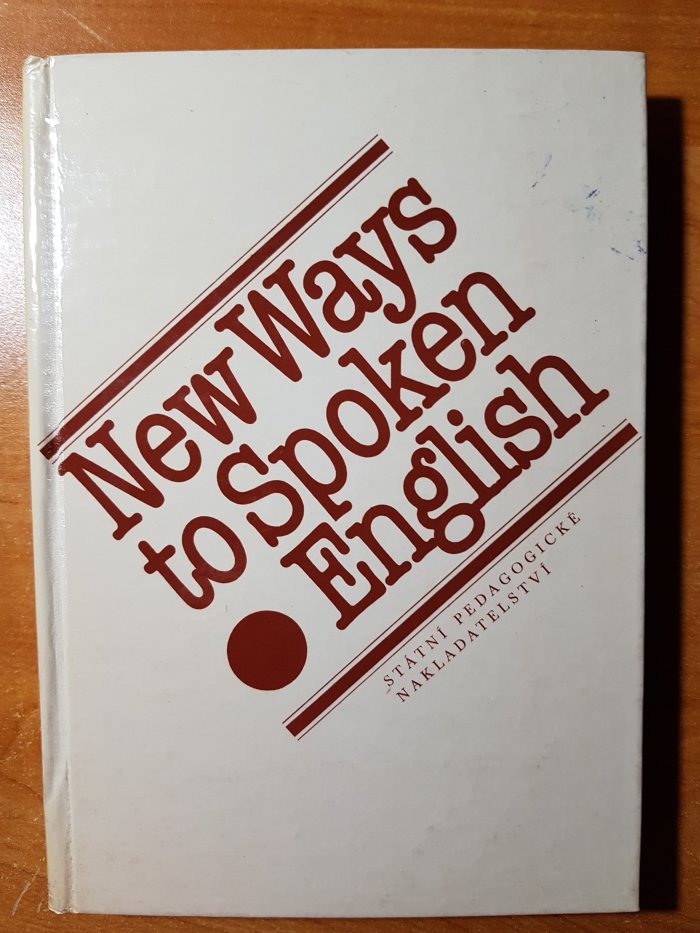 New Ways
to Spoken
English
STÁTNÍ PEDAGOGICKÉ
NAKLADATELSTVÍ